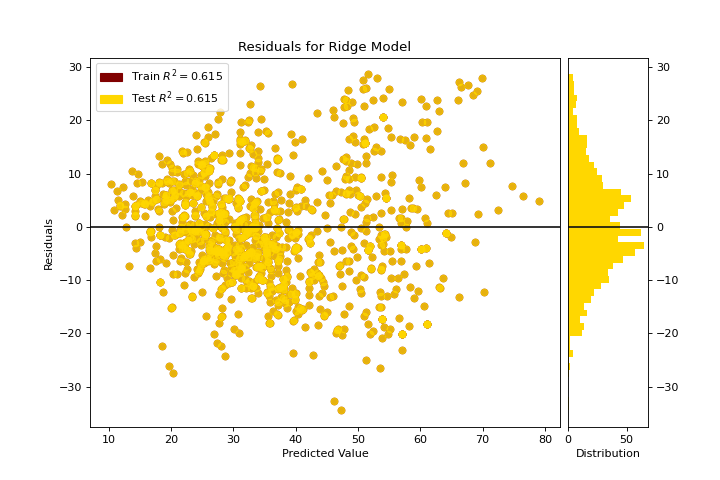 Residuals for Ridge Model
Train R² = 0.615
Test R² = 0.615
Residuals
30
20
10
0
−10
−20
−30
10 20 30 40 50 60 70 80
Predicted Value
30
20
10
0
−10
−20
−30
0 50
Distribution